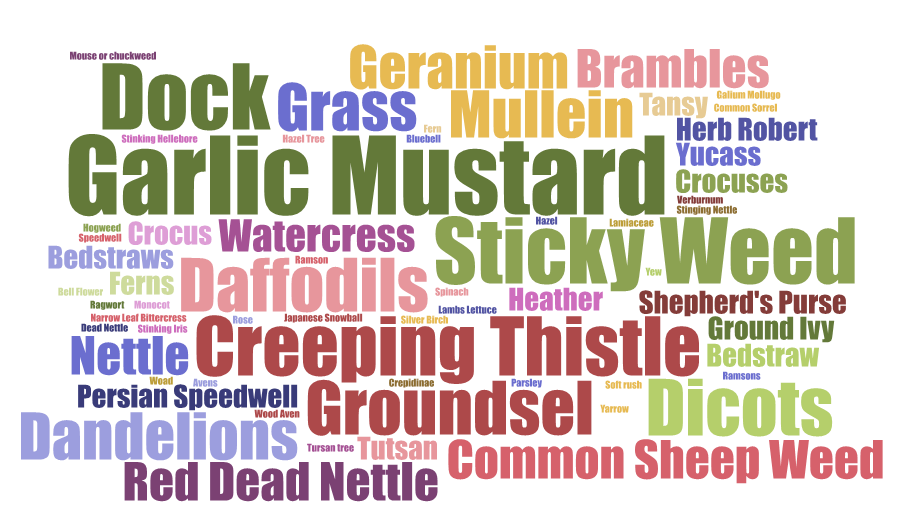 Mouse or chuckweed
Geranium
Brambles
Dock
Grass
Mullein
Tansy
Galium Mollugo
Common Sorrel
Fern
Stinking Hellebore
Hazel Tree
Bluebell
Herb Robert
Garlic Mustard
Yucass
Crocuses
Verburnum
Stinging Nettle
Hazel
Lamiaceae
Hogweed
Speedwell
Crocus
Watercress
Sticky Weed
Bedstraws
Ramson
Yew
Ferns
Daffodils
Bell Flower
Spinach
Heather
Shepherd's Purse
Ragwort
Monocot
Lambs Lettuce
Narrow Leaf Bittercress
Rose
Japanese Snowball
Silver Birch
Dead Nettle
Stinking Iris
Creeping Thistle
Ground Ivy
Nettle
Bedstraw
Woad
Avens
Crepidinae
Parsley
Soft rush
Ramsons
Persian Speedwell
Groundsel
Yarrow
Dicots
Wood Aven
Dandelions
Tursan tree
Tutsan
Common Sheep Weed
Red Dead Nettle